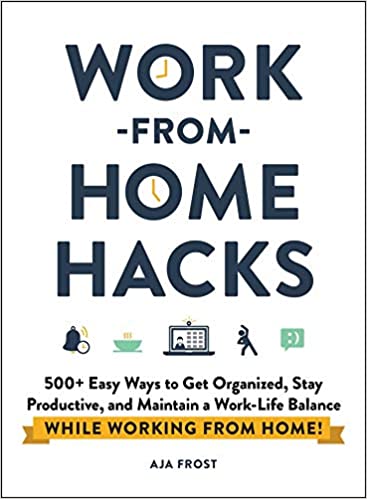 WORK
-FROM-
HOME
HACKS
500+ Easy Ways to Get Organized, Stay
Productive, and Maintain a Work-Life Balance
WHILE WORKING FROM HOME!
AJA FROST